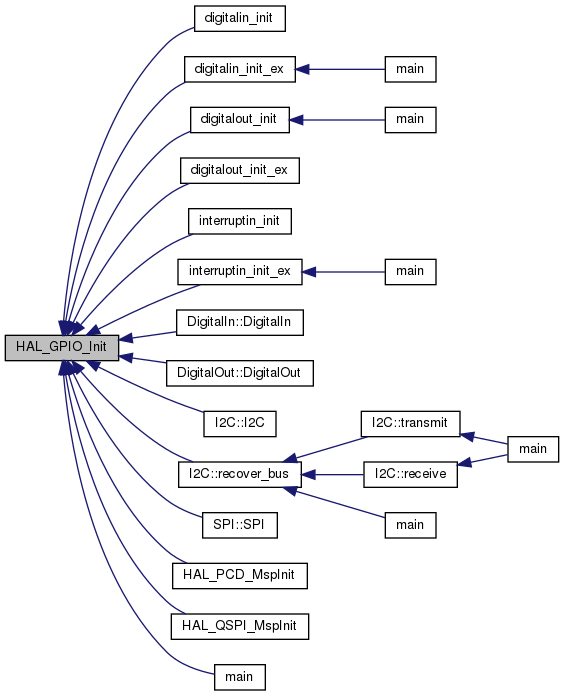 digitalin_init
digitalin_init_ex
main
digitalout_init
main
digitalout_init_ex
interruptin_init
interruptin_init_ex
main
DigitalIn::DigitalIn
HAL_GPIO_Init
DigitalOut::DigitalOut
I2C::I2C
I2C::transmit
main
I2C::recover_bus
I2C::receive
SPI::SPI
main
HAL_PCD_MspInit
HAL_QSPI_MspInit
main